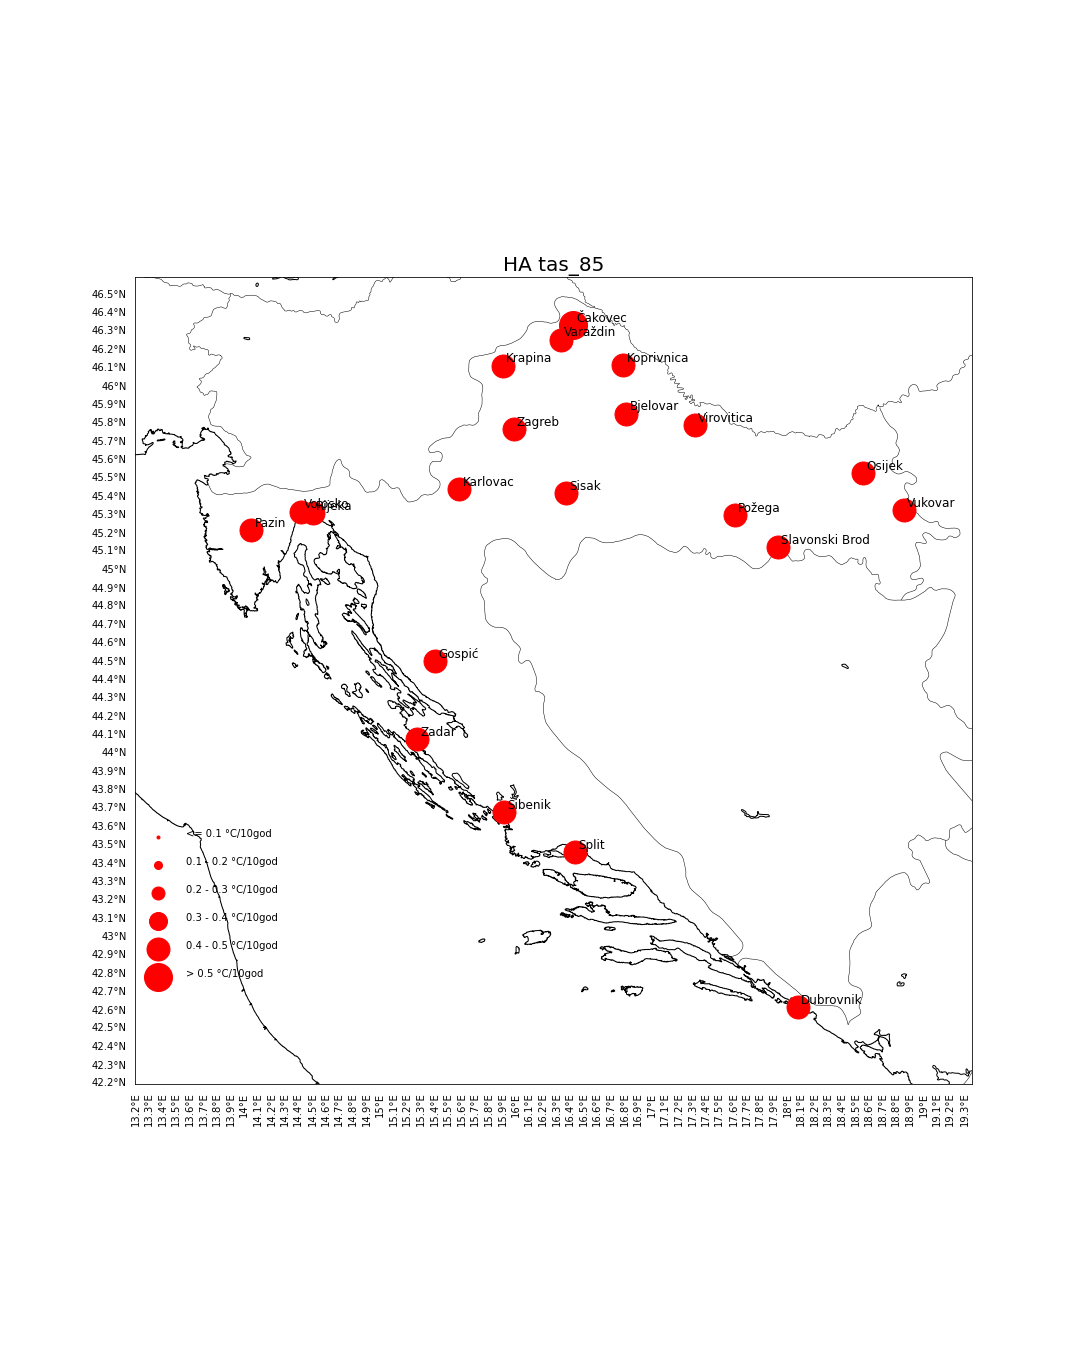 HA tas_85
46.5°N
46.4°N
46.3°N
46.2°N
46.1°N
46°N
45.9°N
45.8°N
45.7°N
45.6°N
45.5°N
45.4°N
45.3°N
45.2°N
45.1°N
45°N
44.9°N
44.8°N
44.7°N
44.6°N
44.5°N
44.4°N
44.3°N
44.2°N
44.1°N
44°N
43.9°N
43.8°N
43.7°N
43.6°N
43.5°N
43.4°N
43.3°N
43.2°N
43.1°N
43°N
42.9°N
42.8°N
42.7°N
42.6°N
42.5°N
42.4°N
42.3°N
42.2°N
Čakovec
Varaždin
Krapina
Koprivnica
Bjelovar
Virovitica
Zagreb
Osijek
Karlovac
Sisak
Vukovar
Volosko
Rijeka
Požega
Pazin
Slavonski Brod
Gospić
Zadar
Šibenik
Split
Dubrovnik
<= 0.1 °C/10god
0.1 - 0.2 °C/10god
0.2 - 0.3 °C/10god
0.3 - 0.4 °C/10god
0.4 - 0.5 °C/10god
> 0.5 °C/10god
13.2°E
13.3°E
13.4°E
13.5°E
13.6°E
13.7°E
13.8°E
13.9°E
14°E
14.1°E
14.2°E
14.3°E
14.4°E
14.5°E
14.6°E
14.7°E
14.8°E
14.9°E
15°E
15.1°E
15.2°E
15.3°E
15.4°E
15.5°E
15.6°E
15.7°E
15.8°E
15.9°E
16°E
16.1°E
16.2°E
16.3°E
16.4°E
16.5°E
16.6°E
16.7°E
16.8°E
16.9°E
17°E
17.1°E
17.2°E
17.3°E
17.4°E
17.5°E
17.6°E
17.7°E
17.8°E
17.9°E
18°E
18.1°E
18.2°E
18.3°E
18.4°E
18.5°E
18.6°E
18.7°E
18.8°E
18.9°E
19°E
19.1°E
19.2°E
19.3°E